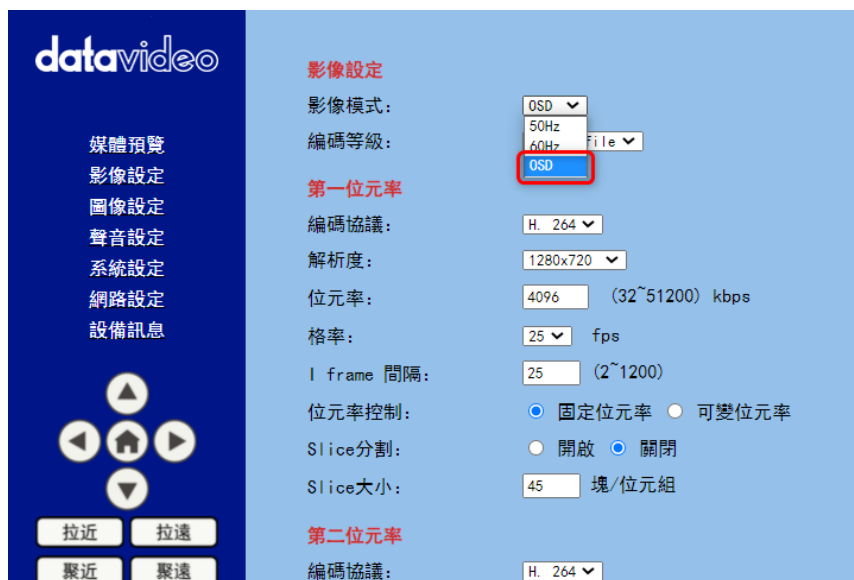 datavideo
媒體預覽
影像設定
圖像設定
聲音設定
系統設定
網路設定
設備訊息
拉近 拉遠
聚近 聚遠
影像設定
影像模式: OSD
50Hz
60Hz
OSD
編碼等級: file
第一位元率
編碼協議: H. 264
解析度: 1280x720
位元率: 4096 (32~51200) kbps
格率: 25 fps
I frame 間隔: 25 (2~1200)
位元率控制: 固定位元率 可變位元率
Slice分割: 開啟 關閉
Slice大小: 45 塊/位元組
第二位元率
編碼協議: H. 264